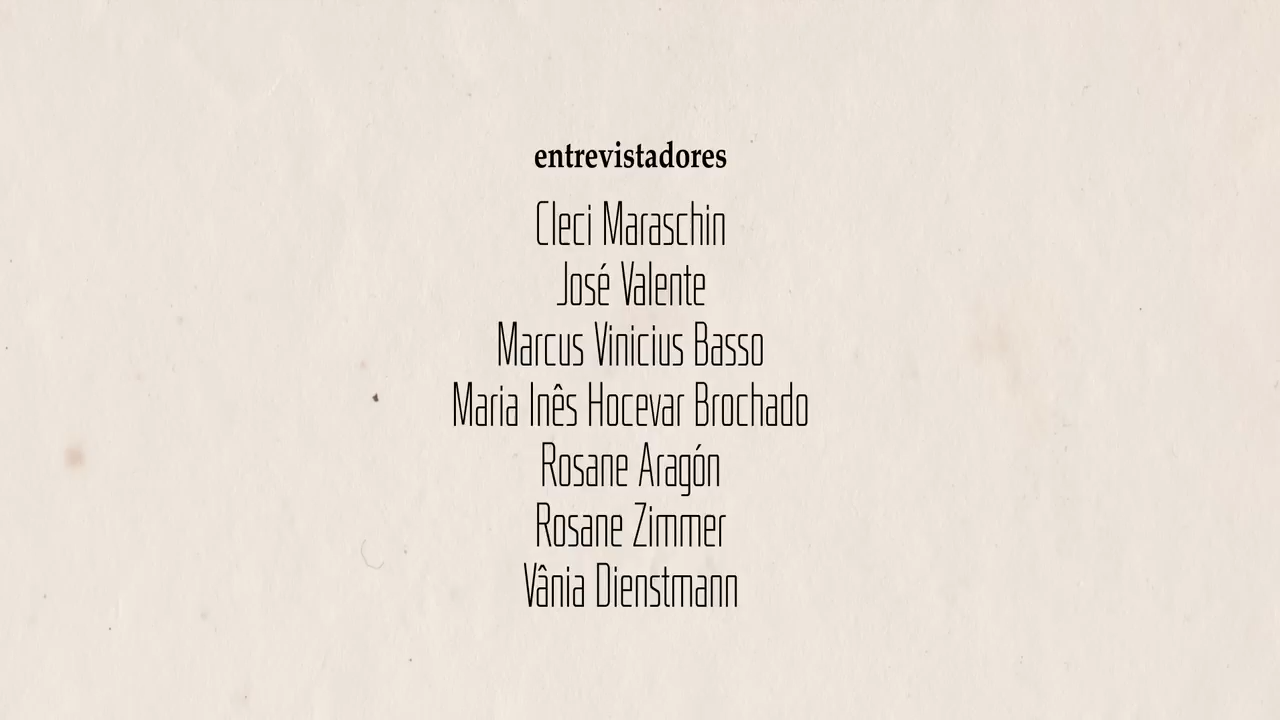 entrevistadores
Cleci Maraschin
José Valente
Marcus Vinicius Basso
Maria Inês Hocevar Brochado
Rosane Aragón
Rosane Zimmer
Vânia Dienstmann